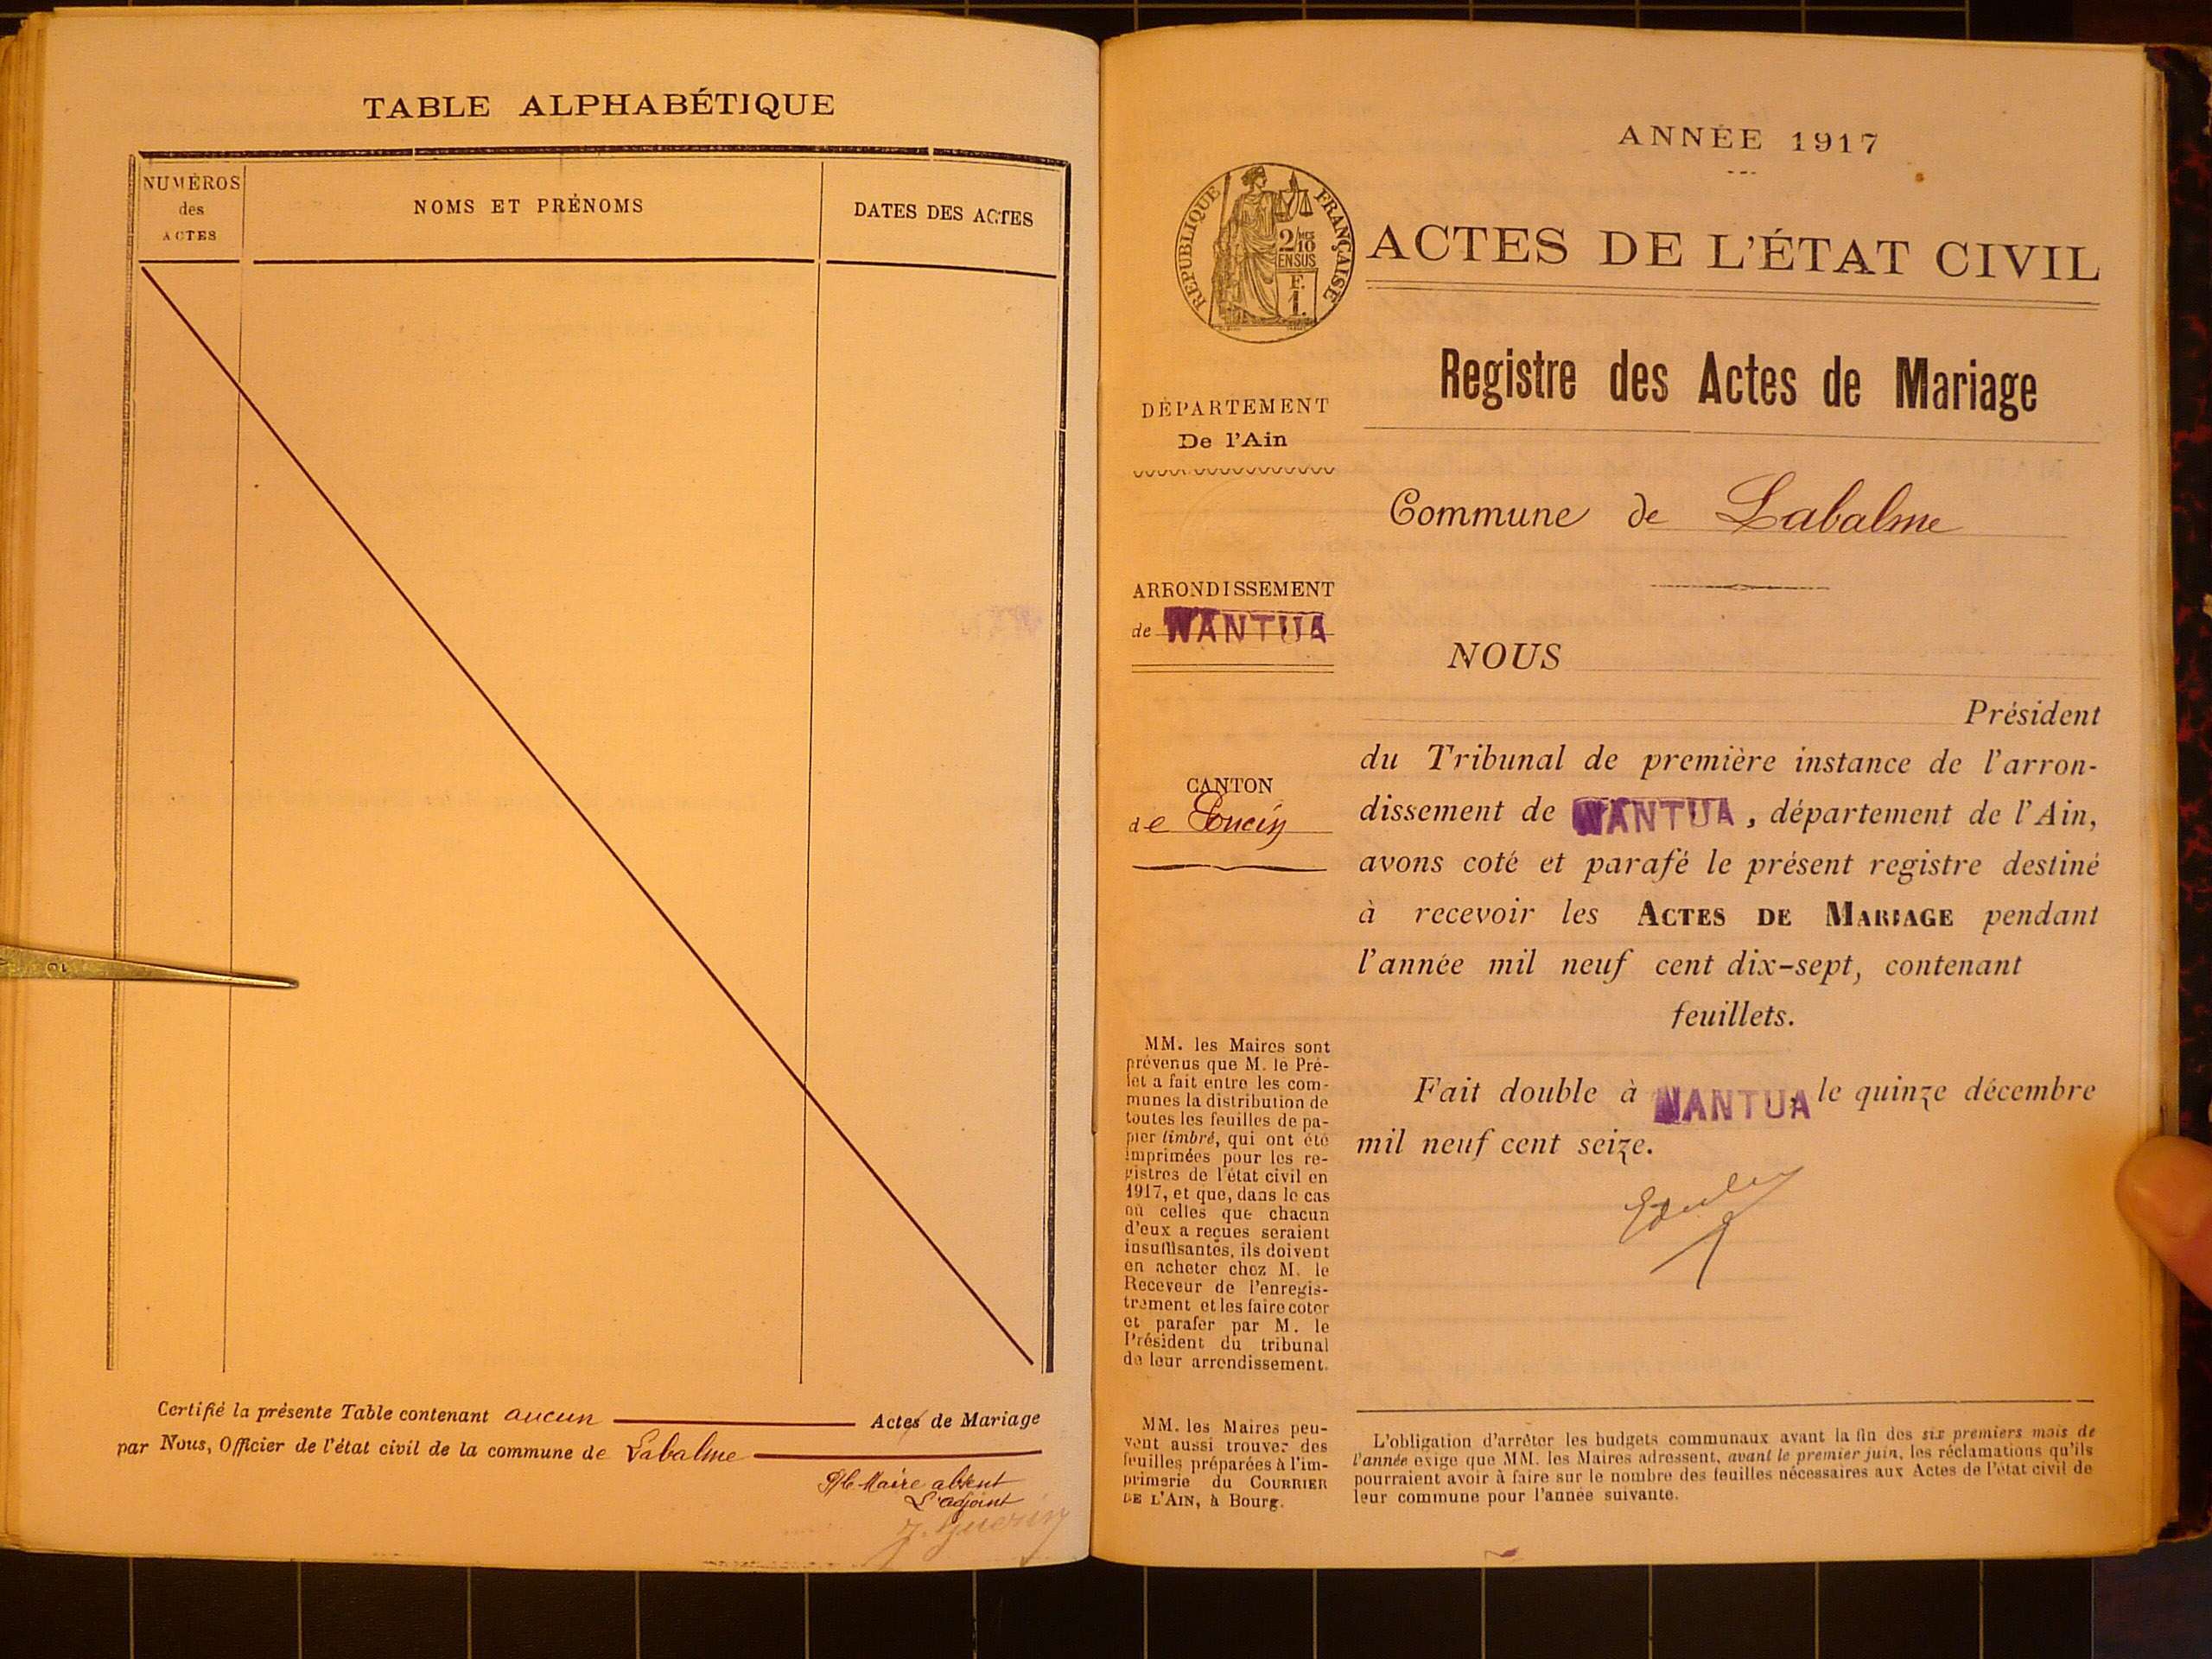 TABLE ALPHABÉTIQUE
NUMÉROS
des
ACTES
NOMS ET PRÉNOMS
DATES DES ACTES
Certifié la présente Table contenant aucun Actes de Mariage
par Nous, Officier de l'état civil de la commune de Labalme
P/le Maire absent
L'adjoint
J. Guerin
ANNÉE 1917
RÉPUBLIQUE FRANÇAISE
2/10 MES
EN SUS
F.
1.
ACTES DE L'ÉTAT CIVIL
Registre des Actes de Mariage
DÉPARTEMENT
De l'Ain
Commune de Labalme
ARRONDISSEMENT
de NANTUA
CANTON
de Poncin
NOUS
Président
du Tribunal de première instance de l'arron-
dissement de NANTUA, département de l'Ain,
avons coté et parafé le présent registre destiné
à recevoir les ACTES DE MARIAGE pendant
l'année mil neuf cent dix-sept, contenant
feuillets.
Fait double à NANTUA le quinze décembre
mil neuf cent seize.
MM. les Maires sont
prévenus que M. le Pré-
fet a fait entre les com-
munes la distribution de
toutes les feuilles de pa-
pier timbré, qui ont été
imprimées pour les re-
gistres de l'état civil en
1917, et que, dans le cas
où celles que chacun
d'eux a reçues seraient
insuffisantes, ils doivent
en acheter chez M. le
Receveur de l'enregis-
trement et les faire coter
et parafer par M. le
Président du tribunal
de leur arrondissement.
MM. les Maires peu-
vent aussi trouver des
feuilles préparées à l'im-
primerie du COURRIER
DE L'AIN, à Bourg.
L'obligation d'arrêter les budgets communaux avant la fin des six premiers mois de
l'année exige que MM. les Maires adressent, avant le premier juin, les réclamations qu'ils
pourraient avoir à faire sur le nombre des feuilles nécessaires aux Actes de l'état civil de
leur commune pour l'année suivante.